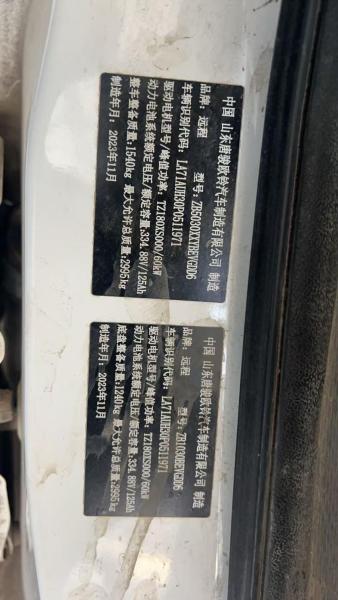 中国 山东唐骏欧铃汽车制造有限公司 制造
品牌: 远程 型号: ZB5030XXYBEVGDD6
车辆识别代码: LA71AUH30P0511971
驱动电机型号/峰值功率: TZ180XS000/60kW
动力电池系统额定电压/额定容量: 334.88V/125Ah
整车整备质量: 1540kg 最大允许总质量: 2995kg
制造年月: 2023年11月
中国 山东唐骏欧铃汽车制造有限公司 制造
品牌: 远程 型号: ZB1030BEVGDD6
车辆识别代码: LA71AUH30P0511971
驱动电机型号/峰值功率: TZ180XS000/60kW
动力电池系统额定电压/额定容量: 334.88V/125Ah
底盘整备质量: 1240kg 最大允许总质量: 2995kg
制造年月: 2023年11月